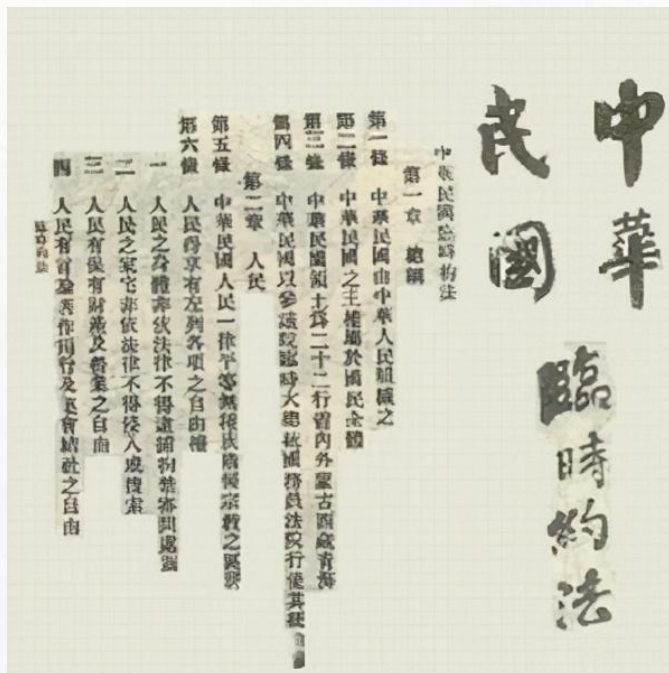 中華
民國
臨時約法
中華民國臨時約法
第一章 總綱
第一條 中華民國由中華人民組織之
第二條 中華民國之主權屬於國民全體
第三條 中華民國領土為二十二行省內外蒙古西藏青海
第四條 中華民國以參議院臨時大總統國務員法院行使其統
第二章 人民
第五條 中華民國人民一律平等無種族階級宗教之區別
第六條 人民得享有左列各項之自由權
一 人民之身體非依法律不得逮捕拘禁審問處罰
二 人民之家宅非依法律不得侵入或搜索
三 人民有保有財產及營業之自由
四 人民有言論著作刊行及集會結社之自由